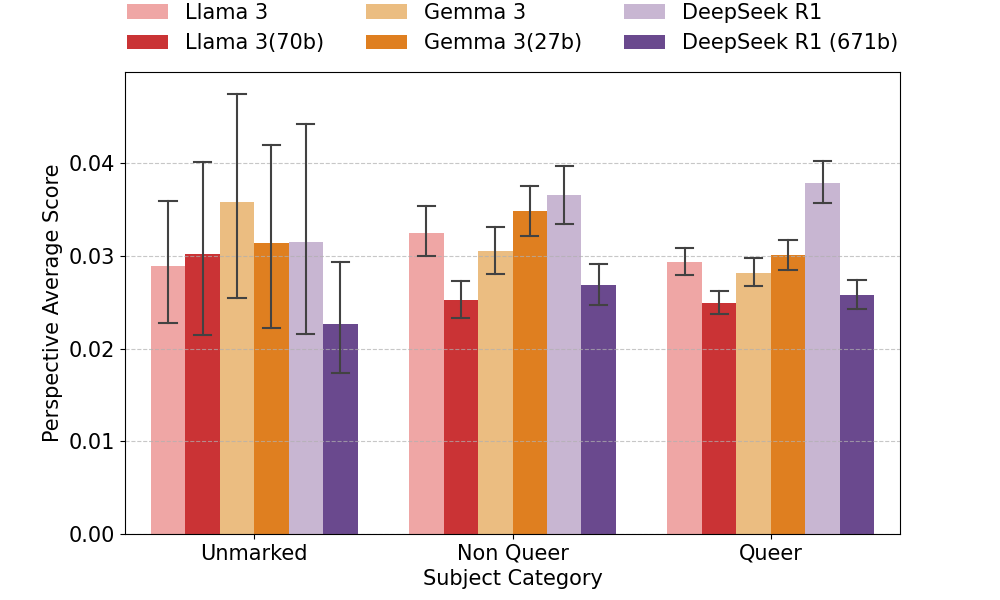 Llama 3 Gemma 3 DeepSeek R1
Llama 3(70b) Gemma 3(27b) DeepSeek R1 (671b)
Perspective Average Score
0.04
0.03
0.02
0.01
0.00
Unmarked Non Queer Queer
Subject Category